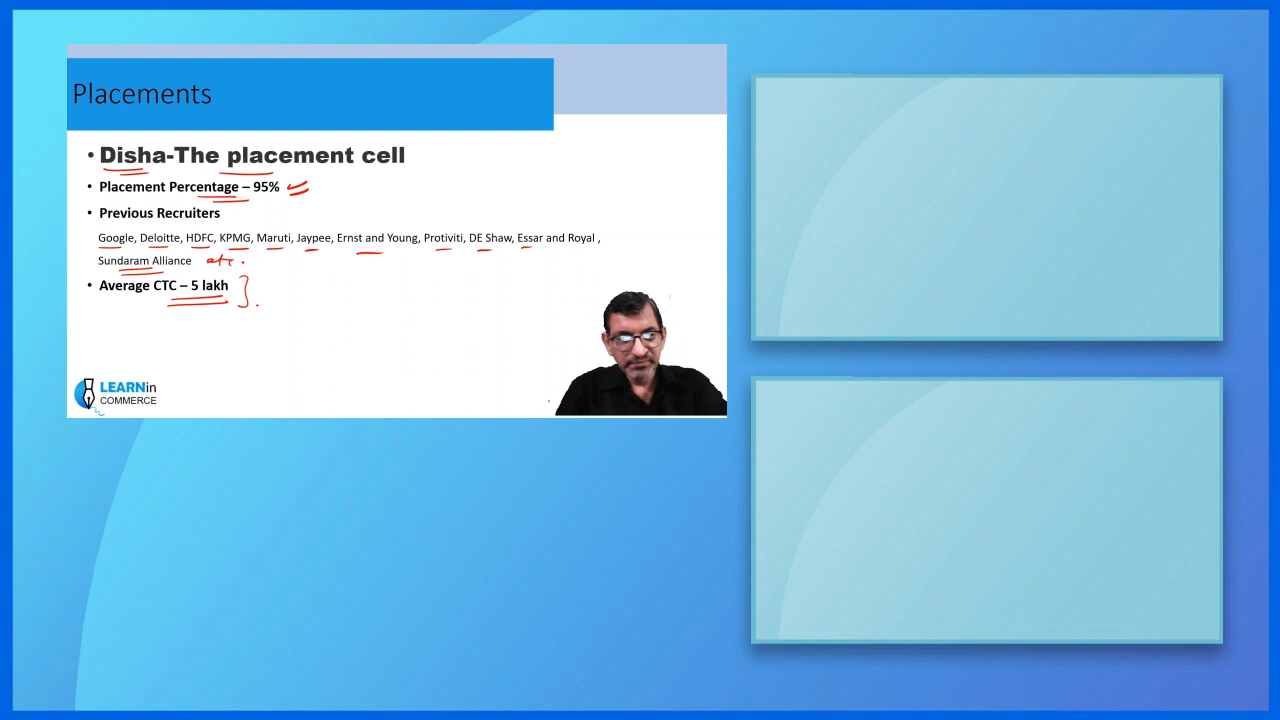 Placements
• Disha-The placement cell
• Placement Percentage – 95%
• Previous Recruiters
Google, Deloitte, HDFC, KPMG, Maruti, Jaypee, Ernst and Young, Protiviti, DE Shaw, Essar and Royal ,
Sundaram Alliance etc.
• Average CTC – 5 lakh
LEARNin
COMMERCE